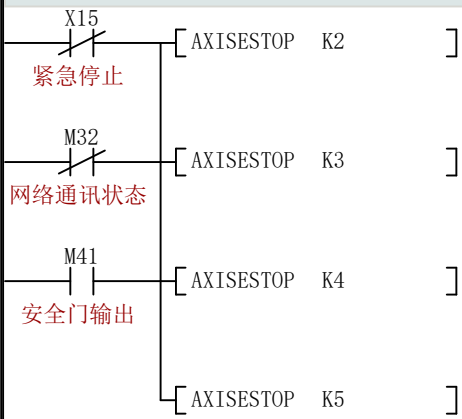 X15
AXISESTOP K2
紧急停止
M32
AXISESTOP K3
网络通讯状态
M41
AXISESTOP K4
安全门输出
AXISESTOP K5